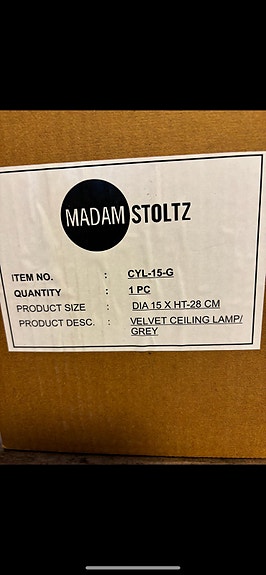 MADAM STOLTZ
ITEM NO. : CYL-15-G
QUANTITY : 1 PC
PRODUCT SIZE : DIA 15 X HT-28 CM
PRODUCT DESC. : VELVET CEILING LAMP/
GREY